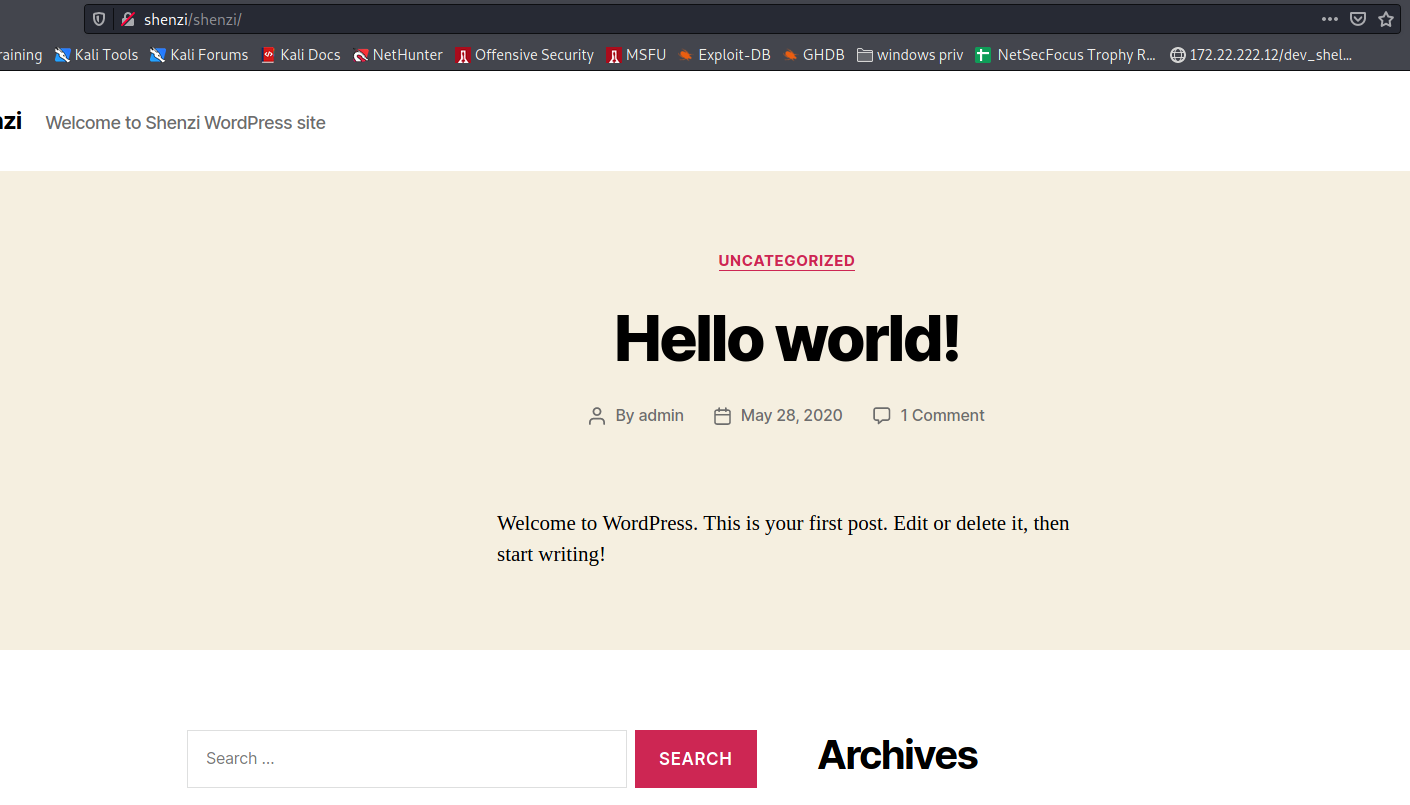 shenzi/shenzi/
raining Kali Tools Kali Forums Kali Docs NetHunter Offensive Security MSFU Exploit-DB GHDB windows priv NetSecFocus Trophy R... 172.22.222.12/dev_shel...
nzi Welcome to Shenzi WordPress site
UNCATEGORIZED
Hello world!
By admin May 28, 2020 1 Comment
Welcome to WordPress. This is your first post. Edit or delete it, then
start writing!
Search ... SEARCH Archives